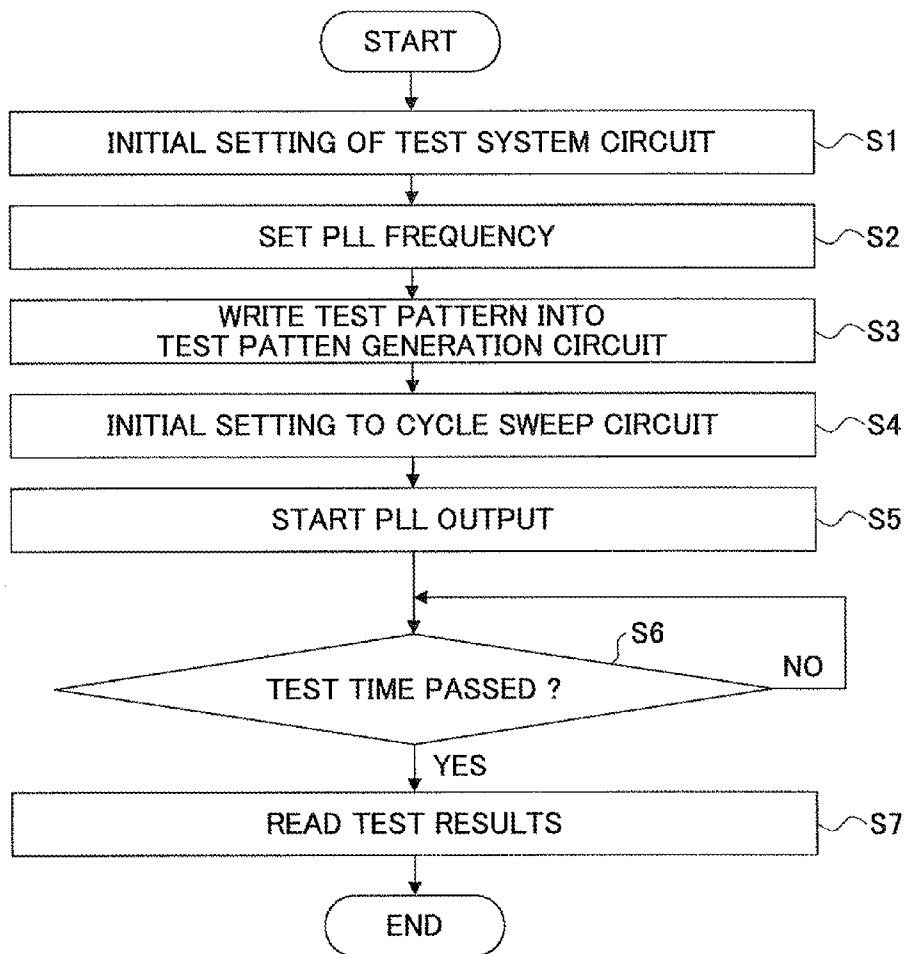 START
INITIAL SETTING OF TEST SYSTEM CIRCUIT
S1
SET PLL FREQUENCY
S2
WRITE TEST PATTERN INTO
TEST PATTEN GENERATION CIRCUIT
S3
INITIAL SETTING TO CYCLE SWEEP CIRCUIT
S4
START PLL OUTPUT
S5
S6
TEST TIME PASSED ?
NO
YES
READ TEST RESULTS
S7
END